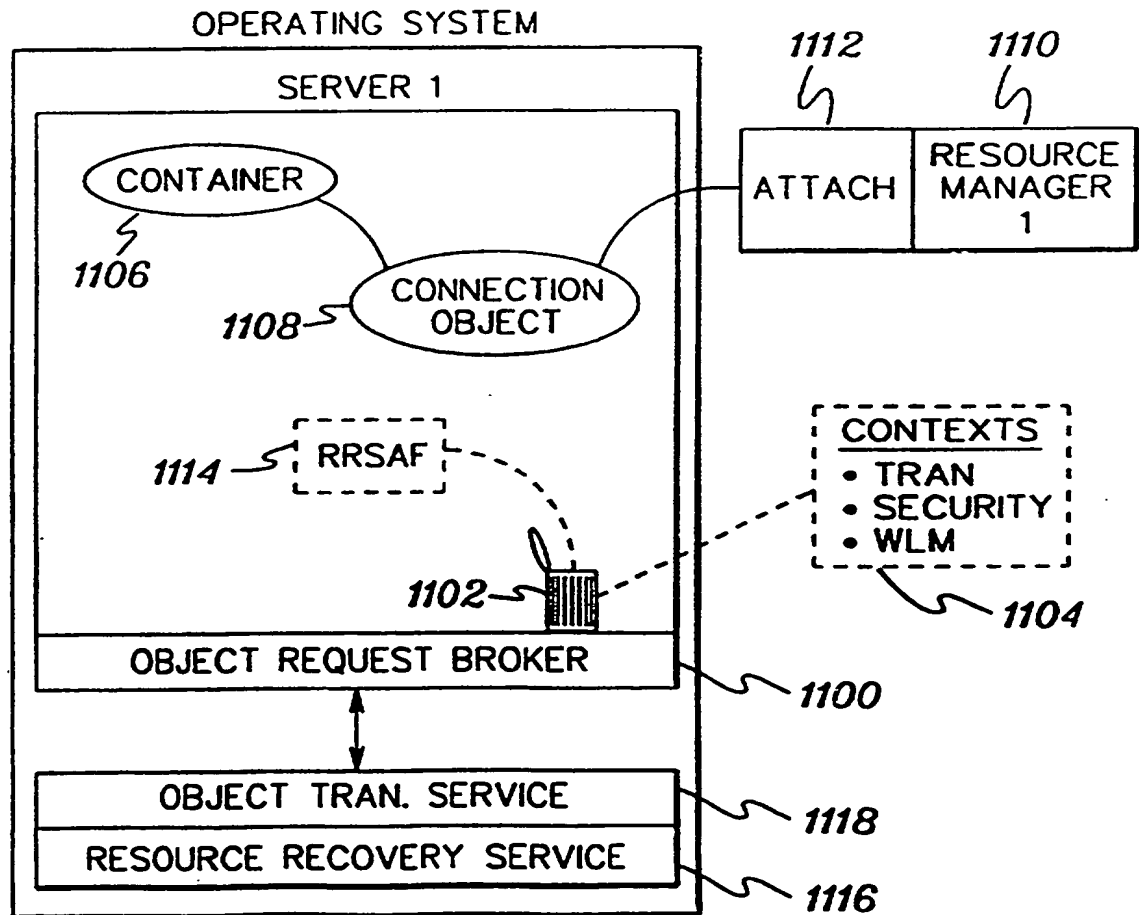 OPERATING SYSTEM
SERVER 1
1112
1110
CONTAINER
ATTACH
RESOURCE
MANAGER
1
1106
CONNECTION
OBJECT
1108
CONTEXTS
• TRAN
• SECURITY
• WLM
RRSAF
1114
1102
1104
OBJECT REQUEST BROKER
1100
OBJECT TRAN. SERVICE
1118
RESOURCE RECOVERY SERVICE
1116